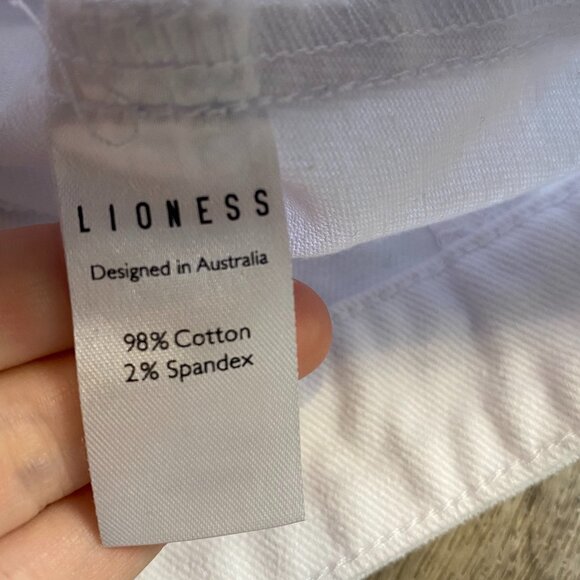 LIONESS
Designed in Australia
98% Cotton
2% Spandex